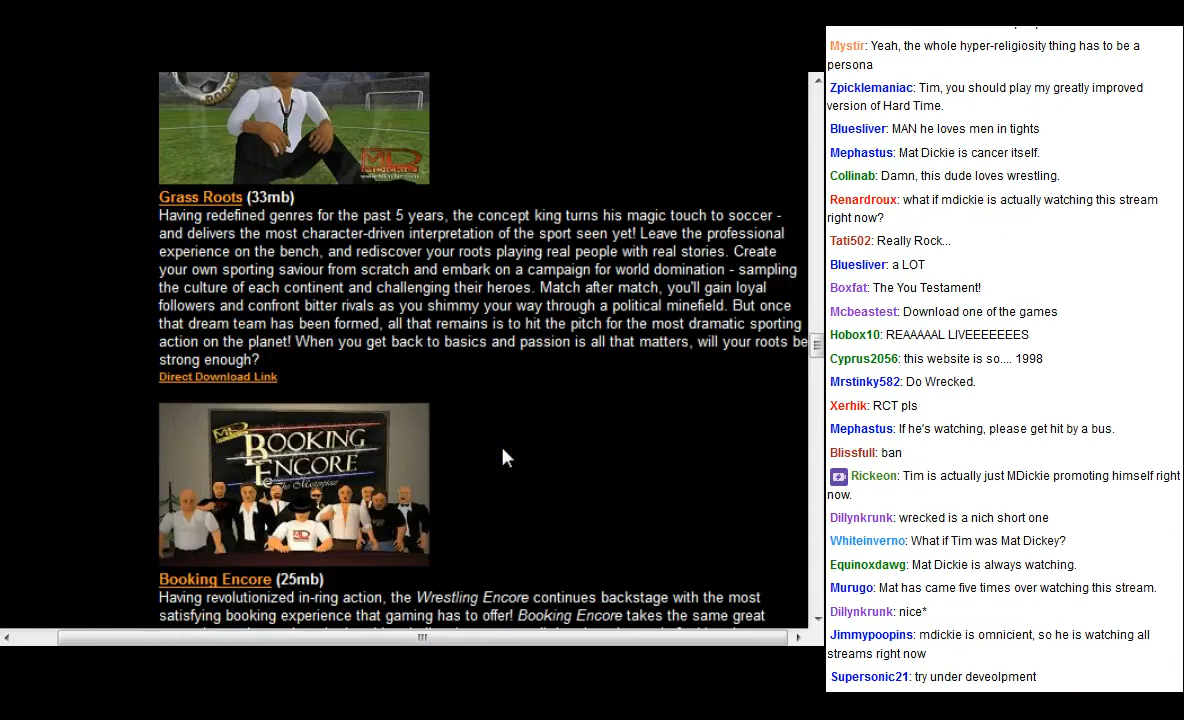 MD
www.MDickie.com
Grass Roots (33mb)
Having redefined genres for the past 5 years, the concept king turns his magic touch to soccer -
and delivers the most character-driven interpretation of the sport seen yet! Leave the professional
experience on the bench, and rediscover your roots playing real people with real stories. Create
your own sporting saviour from scratch and embark on a campaign for world domination - sampling
the culture of each continent and challenging their heroes. Match after match, you'll gain loyal
followers and confront bitter rivals as you shimmy your way through a political minefield. But once
that dream team has been formed, all that remains is to hit the pitch for the most dramatic sporting
action on the planet! When you get back to basics and passion is all that matters, will your roots be
strong enough?
Direct Download Link
MD
BOOKING
ENCORE
The Masterpiece
MD
Booking Encore (25mb)
Having revolutionized in-ring action, the Wrestling Encore continues backstage with the most
satisfying booking experience that gaming has to offer! Booking Encore takes the same great
Mystir: Yeah, the whole hyper-religiosity thing has to be a
persona
Zpicklemaniac: Tim, you should play my greatly improved
version of Hard Time.
Bluesliver: MAN he loves men in tights
Mephastus: Mat Dickie is cancer itself.
Collinab: Damn, this dude loves wrestling.
Renardroux: what if mdickie is actually watching this stream
right now?
Tati502: Really Rock...
Bluesliver: a LOT
Boxfat: The You Testament!
Mcbeastest: Download one of the games
Hobox10: REAAAAAL LIVEEEEEEES
Cyprus2056: this website is so.... 1998
Mrstinky582: Do Wrecked.
Xerhik: RCT pls
Mephastus: If he's watching, please get hit by a bus.
Blissfull: ban
Rickeon: Tim is actually just MDickie promoting himself right
now.
Dillynkrunk: wrecked is a nich short one
Whiteinverno: What if Tim was Mat Dickey?
Equinoxdawg: Mat Dickie is always watching.
Murugo: Mat has came five times over watching this stream.
Dillynkrunk: nice*
Jimmypoopins: mdickie is omnicient, so he is watching all
streams right now
Supersonic21: try under deveolpment